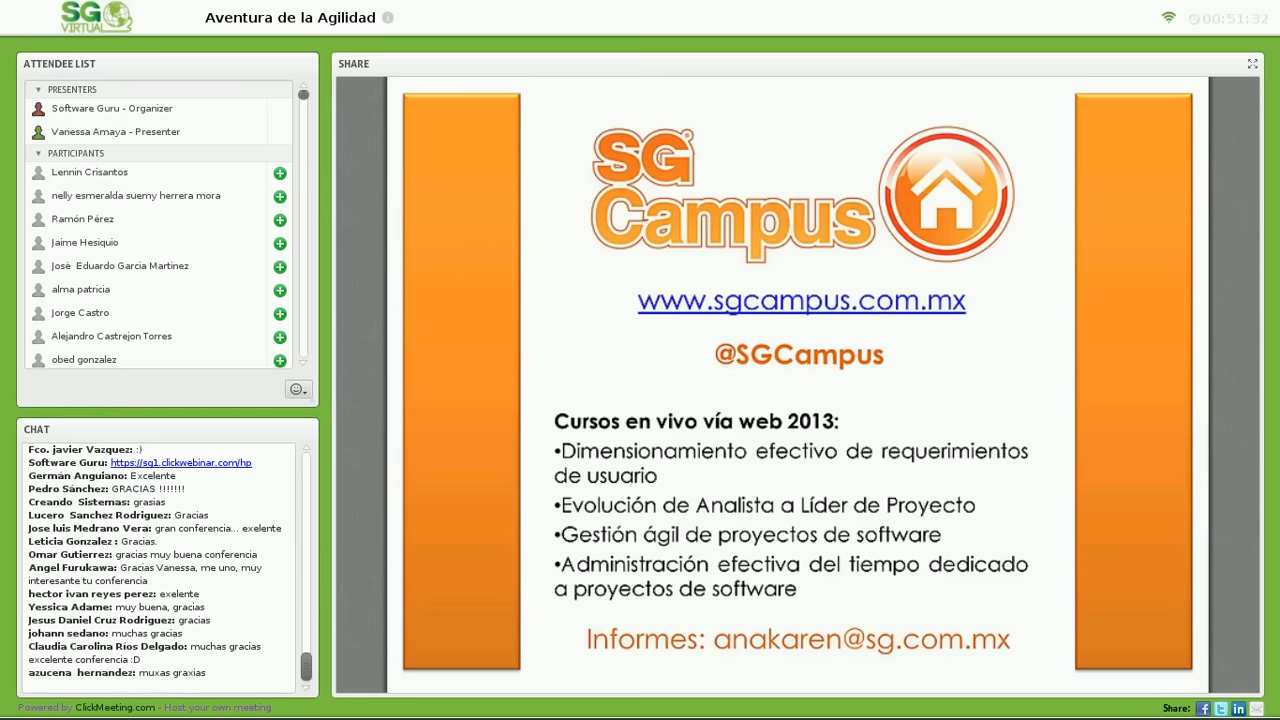 SG
VIRTUAL
Aventura de la Agilidad
00:51:32
ATTENDEE LIST
PRESENTERS
Software Guru - Organizer
Vanessa Amaya - Presenter
PARTICIPANTS
Lennin Crisantos
nelly esmeralda suemy herrera mora
Ramón Pérez
Jaime Hesiquio
Josè  Eduardo Garcia Martinez
alma patricia
Jorge Castro
Alejandro Castrejon Torres
obed gonzalez
CHAT
Fco. javier Vazquez: :)
Software Guru: https://sg1.clickwebinar.com/hp
Germán Anguiano: Excelente
Pedro Sánchez: GRACIAS !!!!!!!
Creando  Sistemas: grasias
Lucero  Sanchez Rodriguez: Gracias
Jose luis Medrano Vera: gran conferencia... exelente
Leticia Gonzalez : Gracias.
Omar Gutierrez: gracias muy buena conferencia
Angel Furukawa: Gracias Vanessa, me uno, muy
interesante tu conferencia
hector ivan reyes perez: exelente
Yessica Adame: muy buena, gracias
Jesus Daniel Cruz Rodriguez: gracias
johann sedano: muchas gracias
Claudia Carolina Ríos Delgado: muchas gracias
excelente conferencia :D
azucena  hernandez: muxas graxias
SHARE
SG
Campus
www.sgcampus.com.mx
@SGCampus
Cursos en vivo vía web 2013:
•Dimensionamiento efectivo de requerimientos
de usuario
•Evolución de Analista a Líder de Proyecto
•Gestión ágil de proyectos de software
•Administración efectiva del tiempo dedicado
a proyectos de software
Informes: anakaren@sg.com.mx
Powered by ClickMeeting.com - Host your own meeting
Share: